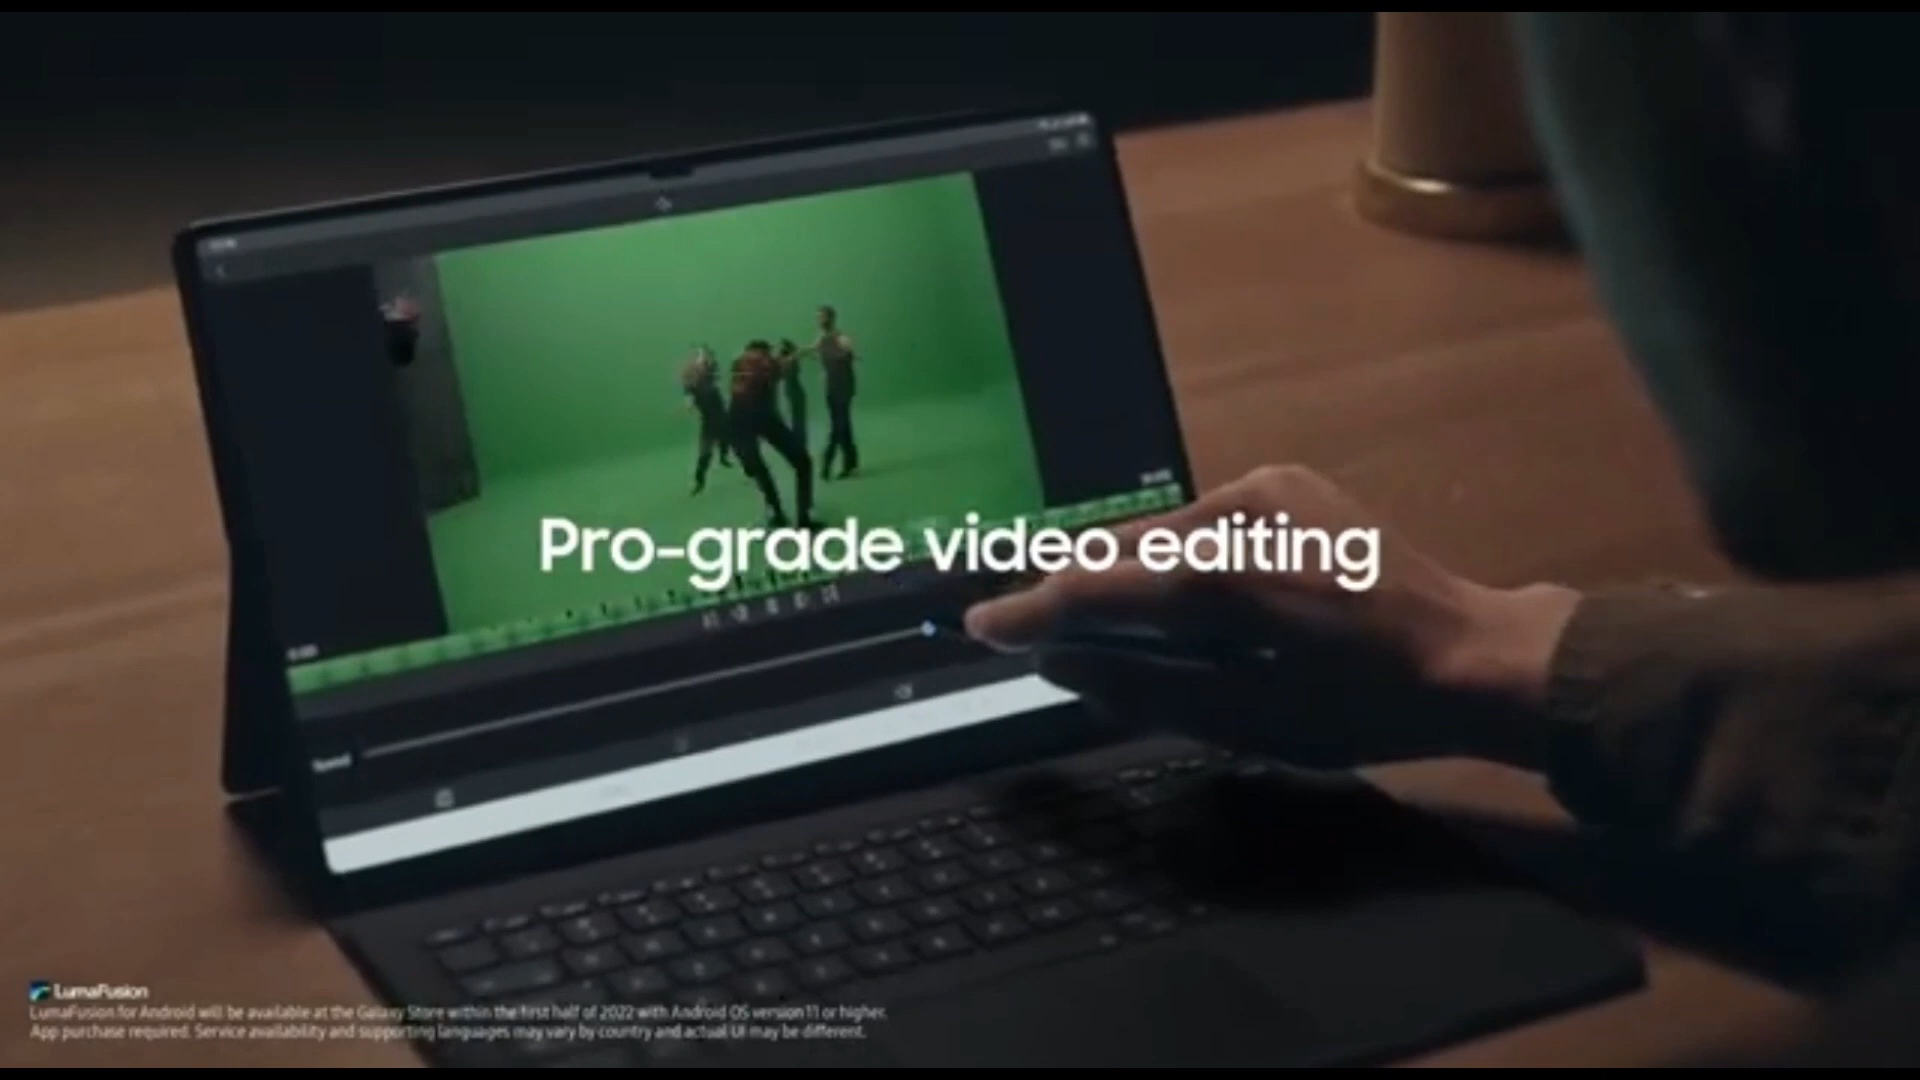 Pro-grade video editing
Speed
LumaFusion
LumaFusion for Android will be available at the Galaxy Store within the first half of 2022 with Android OS version 11 or higher.
App purchase required. Service availability and supporting languages may vary by country and actual UI may be different.